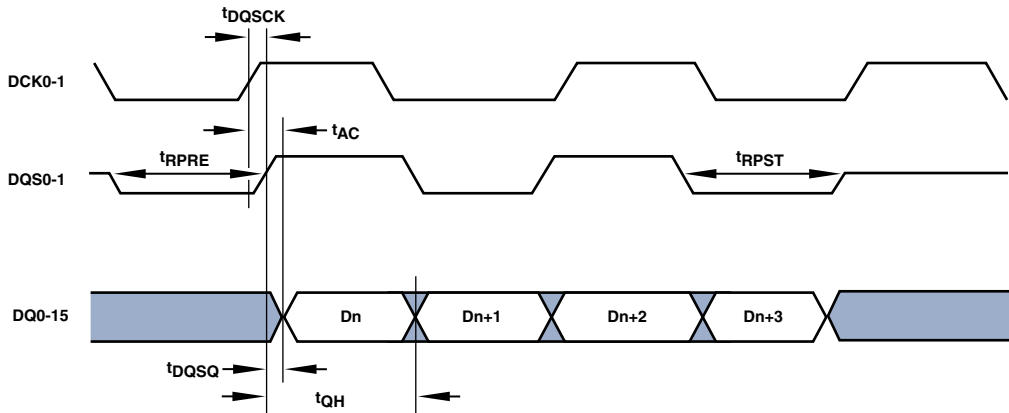 tDQSCK
DCK0-1
tAC
tRPRE
tRPST
DQS0-1
DQ0-15
Dn
Dn+1
Dn+2
Dn+3
tDQSQ
tQH